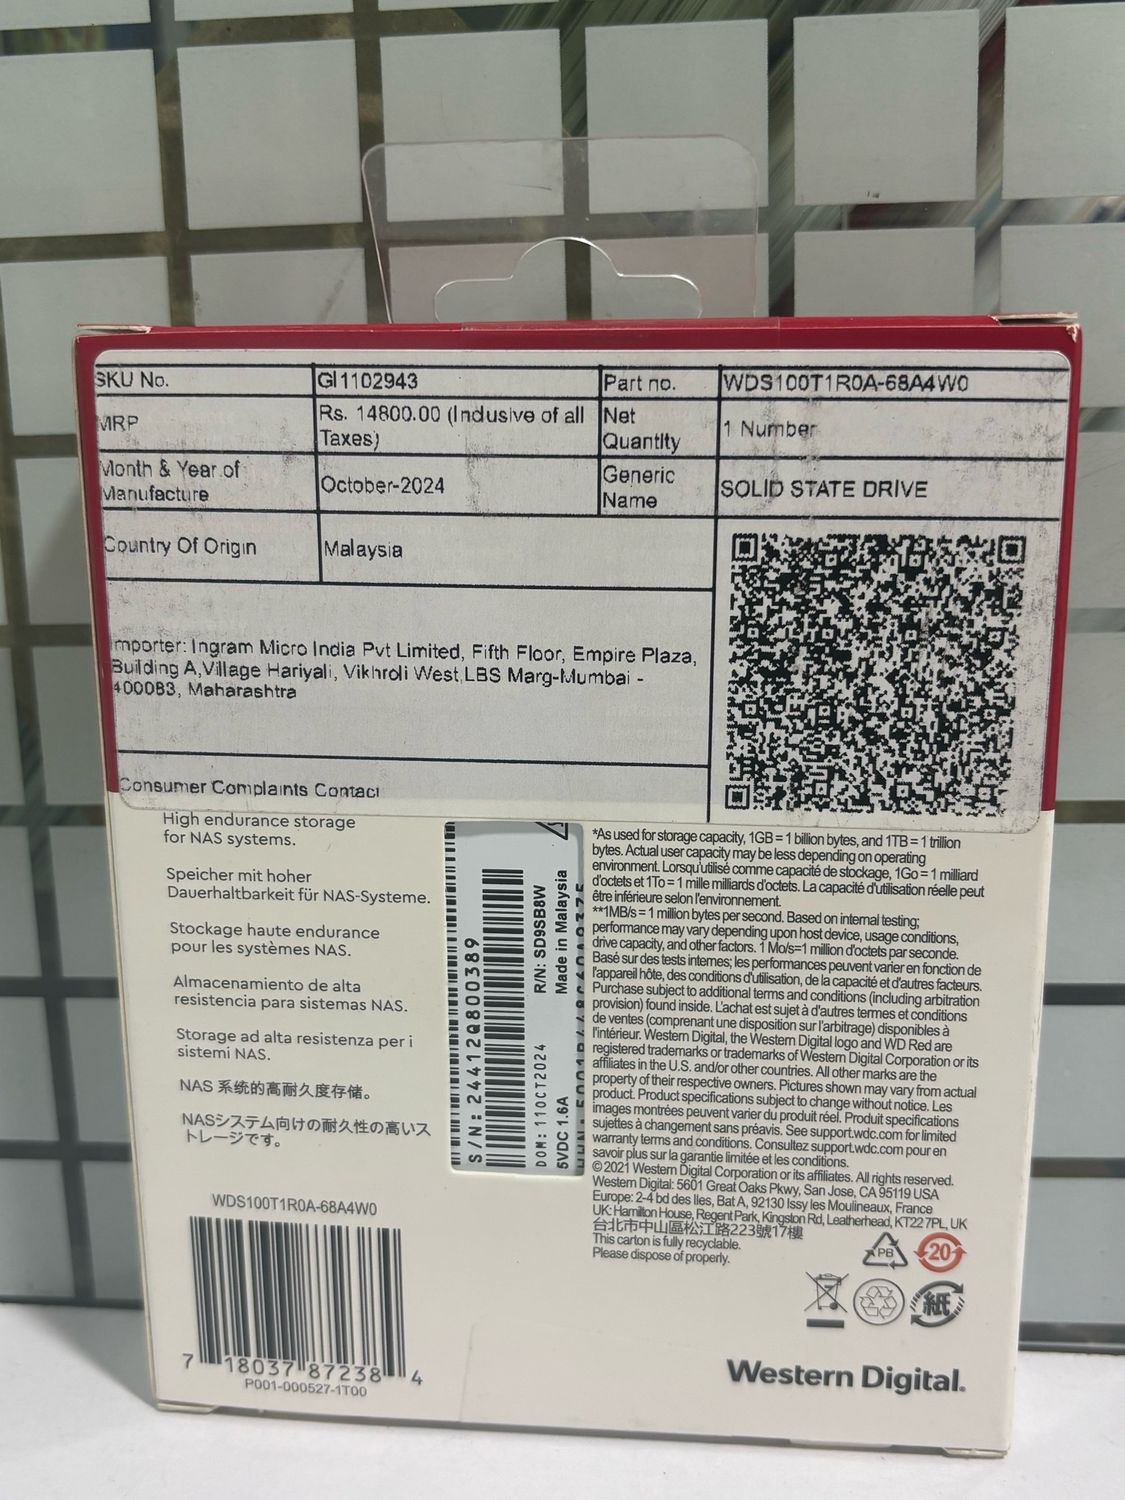 SKU No. GI1102943 Part no. WDS100T1R0A-68A4W0
MRP Rs. 14800.00 (Inclusive of all Taxes) Net Quantity 1 Number
Month & Year of Manufacture October-2024 Generic Name SOLID STATE DRIVE
Country Of Origin Malaysia
Importer: Ingram Micro India Pvt Limited, Fifth Floor, Empire Plaza,
Building A,Village Hariyali, Vikhroli West,LBS Marg-Mumbai -
400083, Maharashtra
Consumer Complaints Contact
High endurance storage
for NAS systems.
Speicher mit hoher
Dauerhaltbarkeit für NAS-Systeme.
Stockage haute endurance
pour les systèmes NAS.
Almacenamiento de alta
resistencia para sistemas NAS.
Storage ad alta resistenza per i
sistemi NAS.
NAS 系统的高耐久度存储。
NASシステム向けの耐久性の高いス
トレージです。
WDS100T1R0A-68A4W0
7 18037 87238 4
P001-000527-1T00
S/N: 24412Q800389
DOM: 11OCT2024 R/N: SD9SB8W
5VDC 1.6A Made in Malaysia
*As used for storage capacity, 1GB = 1 billion bytes, and 1TB = 1 trillion
bytes. Actual user capacity may be less depending on operating
environment. Lorsqu'utilisé comme capacité de stockage, 1Go = 1 milliard
d'octets et 1To = 1 mille milliards d'octets. La capacité d'utilisation réelle peut
être inférieure selon l'environnement.
**1MB/s = 1 million bytes per second. Based on internal testing;
performance may vary depending upon host device, usage conditions,
drive capacity, and other factors. 1 Mo/s=1 million d'octets par seconde.
Basé sur des tests internes; les performances peuvent varier en fonction de
l'appareil hôte, des conditions d'utilisation, de la capacité et d'autres facteurs.
Purchase subject to additional terms and conditions (including arbitration
provision) found inside. L'achat est sujet à d'autres termes et conditions
de ventes (comprenant une disposition sur l'arbitrage) disponibles à
l'intérieur. Western Digital, the Western Digital logo and WD Red are
registered trademarks or trademarks of Western Digital Corporation or its
affiliates in the U.S. and/or other countries. All other marks are the
property of their respective owners. Pictures shown may vary from actual
product. Product specifications subject to change without notice. Les
images montrées peuvent varier du produit réel. Produit specifications
sujettes à changement sans préavis. See support.wdc.com for limited
warranty terms and conditions. Consultez support.wdc.com pour en
savoir plus sur la garantie limitée et les conditions.
© 2021 Western Digital Corporation or its affiliates. All rights reserved.
Western Digital: 5601 Great Oaks Pkwy, San Jose, CA 95119 USA
Europe: 2-4 bd des Iles, Bat A, 92130 Issy les Moulineaux, France
UK: Hamilton House, Regent Park, Kingston Rd, Leatherhead, KT22 7PL, UK
台北市中山區松江路223號17樓
This carton is fully recyclable.
Please dispose of properly.
PB 20
紙
Western Digital.